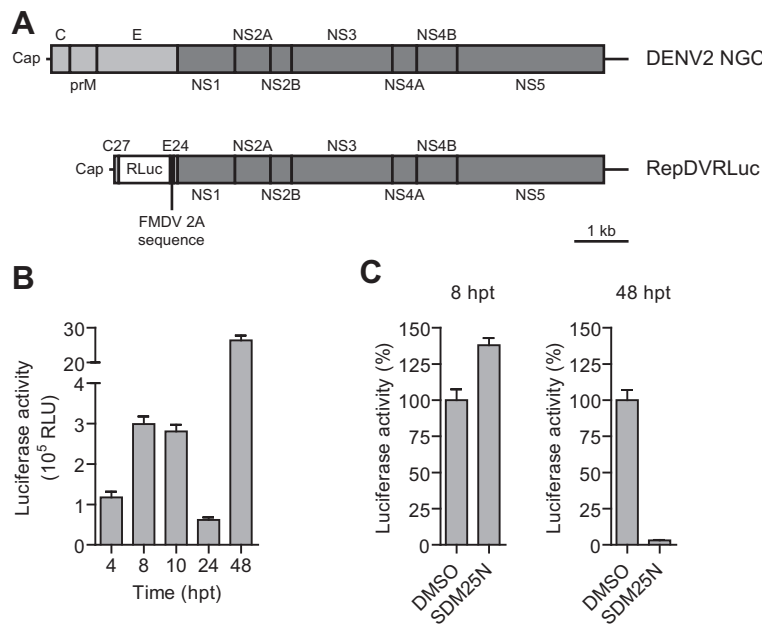 A
C E NS2A NS3 NS4B
Cap
DENV2 NGC
prM NS1 NS2B NS4A NS5
C27 E24 NS2A NS3 NS4B
Cap RLuc
RepDVRLuc
NS1 NS2B NS4A NS5
FMDV 2A
sequence
1 kb
B
Luciferase activity
(10⁵ RLU)
30
20
4
3
2
1
0
4 8 10 24 48
Time (hpt)
C
8 hpt
Luciferase activity (%)
150
125
100
75
50
25
0
DMSO
SDM25N
48 hpt
Luciferase activity (%)
150
125
100
75
50
25
0
DMSO
SDM25N